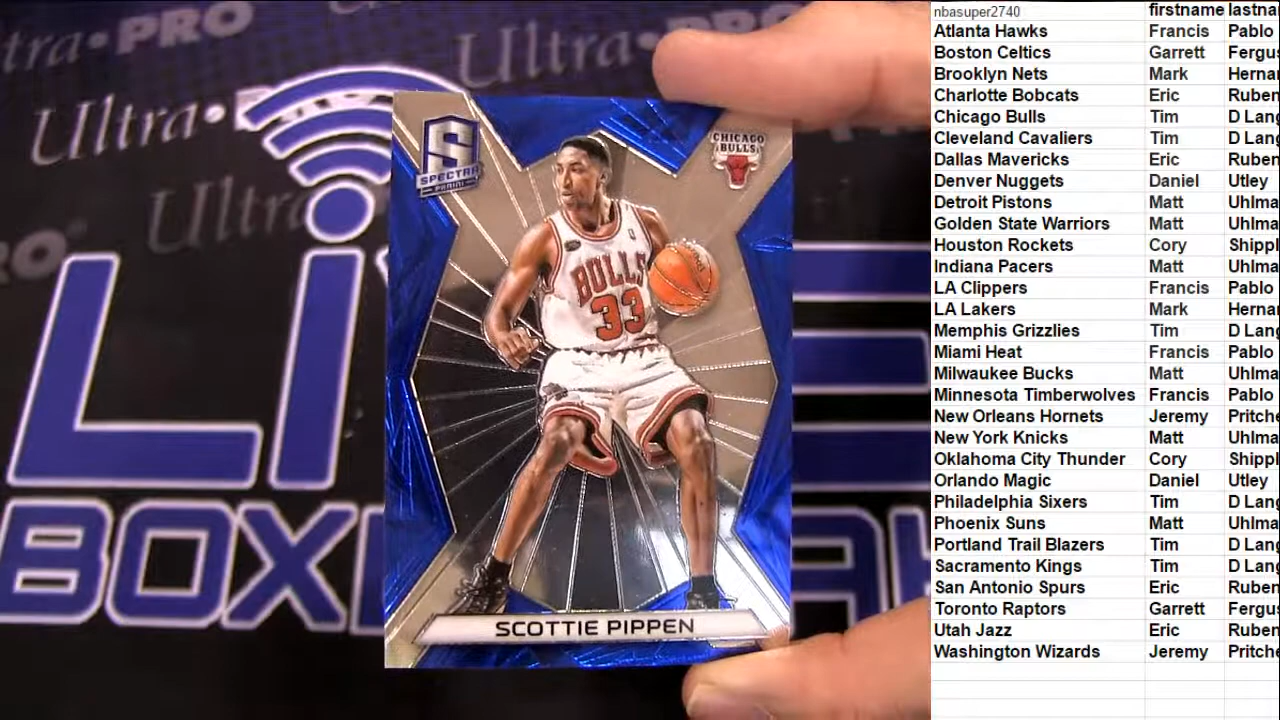 tra•PRO
Ultra•PRO
Ultra•
Ultra
PRO
LIVE
BOX
SPECTRA
PANINI
CHICAGO
BULLS
BULLS
33
SCOTTIE PIPPEN
nbasuper2740 firstname lastna
Atlanta Hawks Francis Pablo
Boston Celtics Garrett Fergus
Brooklyn Nets Mark Hernar
Charlotte Bobcats Eric Ruben
Chicago Bulls Tim D Lang
Cleveland Cavaliers Tim D Lang
Dallas Mavericks Eric Ruben
Denver Nuggets Daniel Utley
Detroit Pistons Matt Uhlma
Golden State Warriors Matt Uhlma
Houston Rockets Cory Shippl
Indiana Pacers Matt Uhlma
LA Clippers Francis Pablo
LA Lakers Mark Hernar
Memphis Grizzlies Tim D Lang
Miami Heat Francis Pablo
Milwaukee Bucks Matt Uhlma
Minnesota Timberwolves Francis Pablo
New Orleans Hornets Jeremy Pritche
New York Knicks Matt Uhlma
Oklahoma City Thunder Cory Shippl
Orlando Magic Daniel Utley
Philadelphia Sixers Tim D Lang
Phoenix Suns Matt Uhlma
Portland Trail Blazers Tim D Lang
Sacramento Kings Tim D Lang
San Antonio Spurs Eric Ruben
Toronto Raptors Garrett Fergus
Utah Jazz Eric Ruben
Washington Wizards Jeremy Pritche